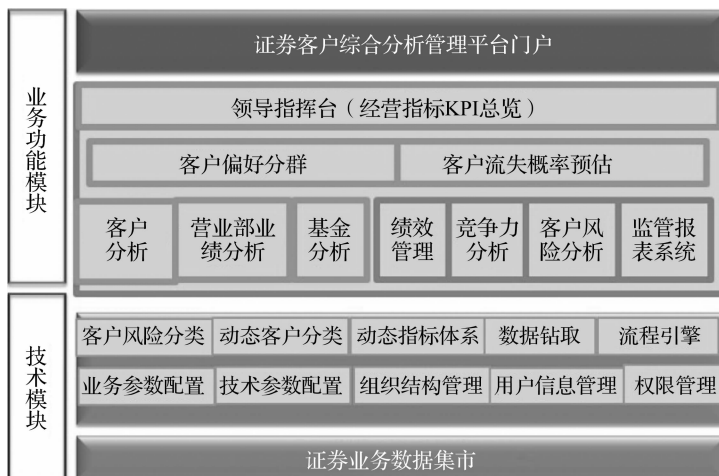 证券客户综合分析管理平台门户
业务功能模块
领导指挥台（经营指标KPI总览）
客户偏好分群 客户流失概率预估
客户 营业部业 基金 绩效 竞争力 客户风 监管报
分析 绩分析 分析 管理 分析 险分析 表系统
技术模块
客户风险分类 动态客户分类 动态指标体系 数据钻取 流程引擎
业务参数配置 技术参数配置 组织结构管理 用户信息管理 权限管理
证券业务数据集市